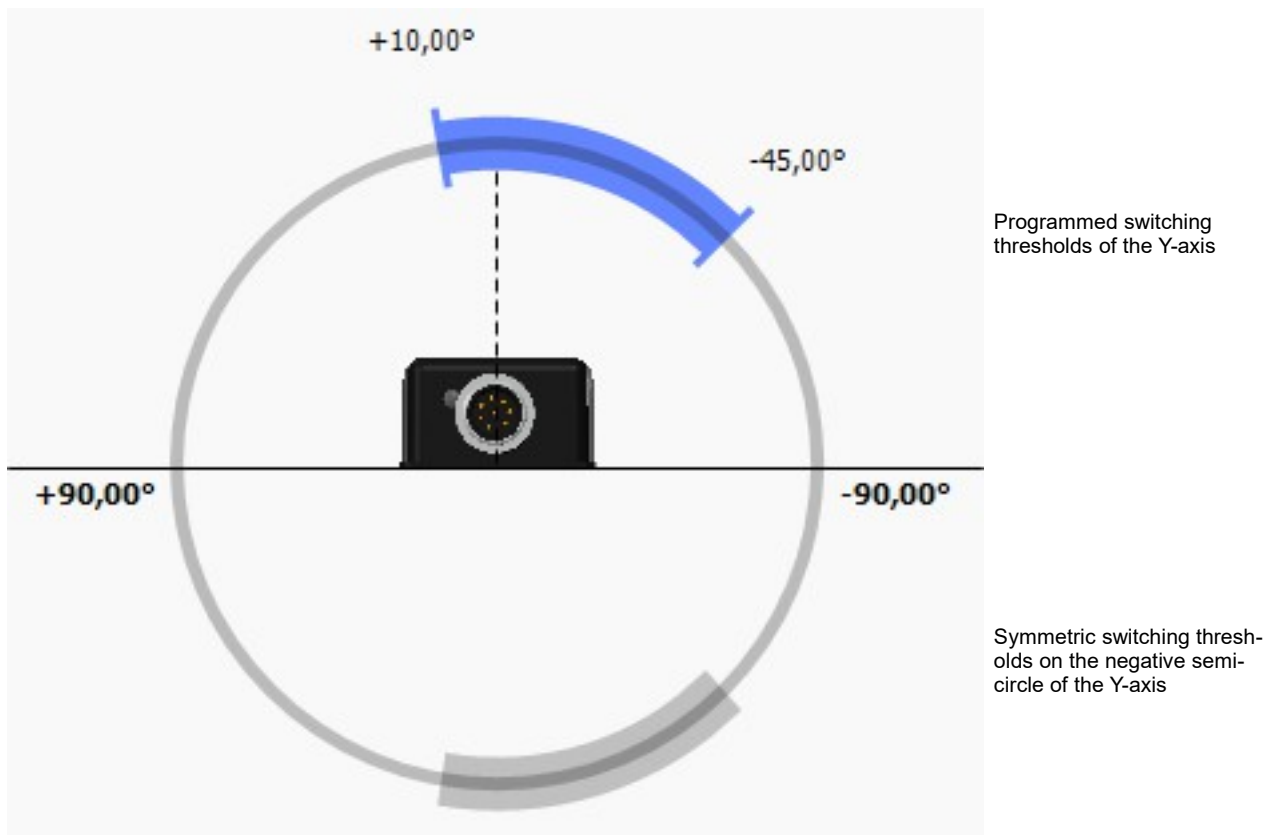 +10,00°
-45,00°
Programmed switching
thresholds of the Y-axis
+90,00°
-90,00°
Symmetric switching thresh-
olds on the negative semi-
circle of the Y-axis